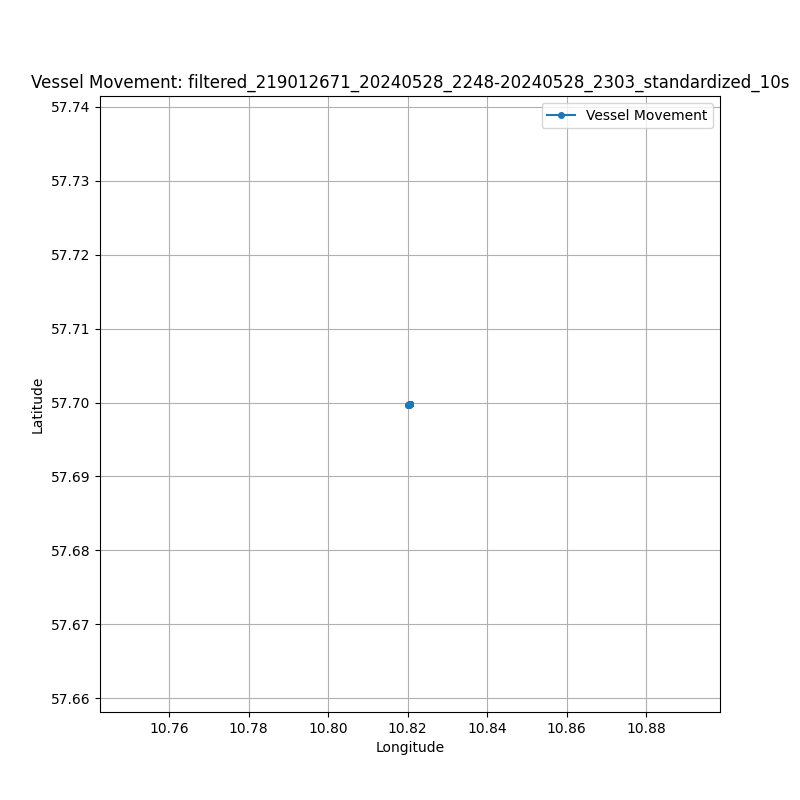 Vessel Movement: filtered_219012671_20240528_2248-20240528_2303_standardized_10s
Vessel Movement
57.74
57.73
57.72
57.71
57.70
57.69
57.68
57.67
57.66
Latitude
10.76 10.78 10.80 10.82 10.84 10.86 10.88
Longitude